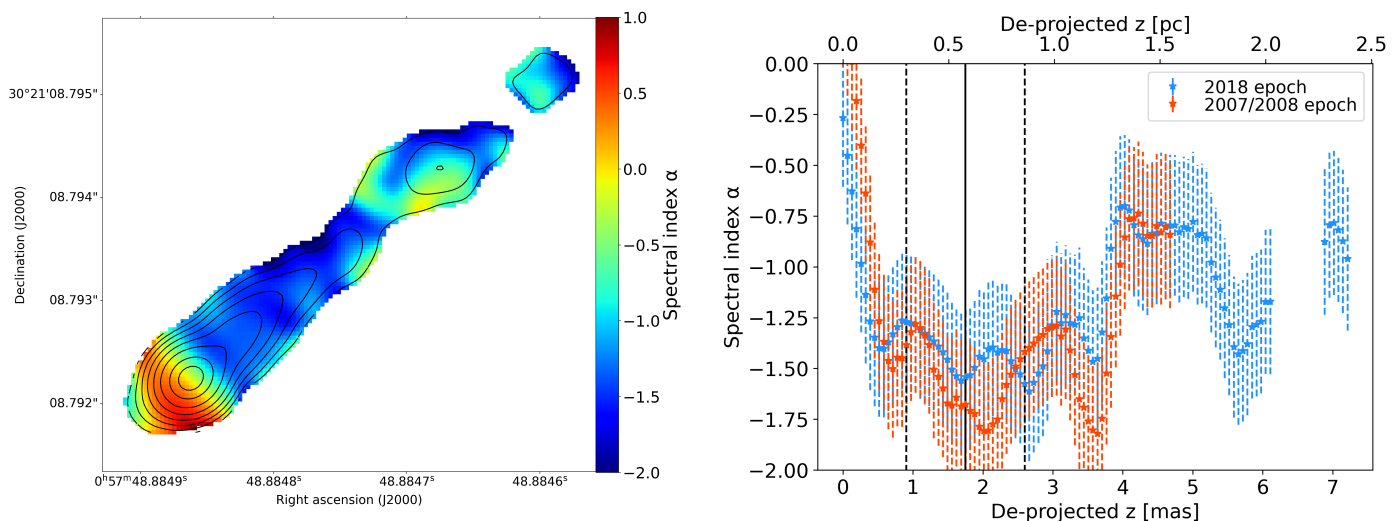 1.0
0.5
0.0
−0.5
−1.0
−1.5
−2.0
Spectral index α
30°21'08.795"
08.794"
08.793"
08.792"
Declination (J2000)
0ʰ57ᵐ48.8849ˢ 48.8848ˢ 48.8847ˢ 48.8846ˢ
Right ascension (J2000)
De-projected z [pc]
0.0 0.5 1.0 1.5 2.0 2.5
0.00
−0.25
−0.50
−0.75
−1.00
−1.25
−1.50
−1.75
−2.00
Spectral index α
2018 epoch
2007/2008 epoch
0 1 2 3 4 5 6 7
De-projected z [mas]